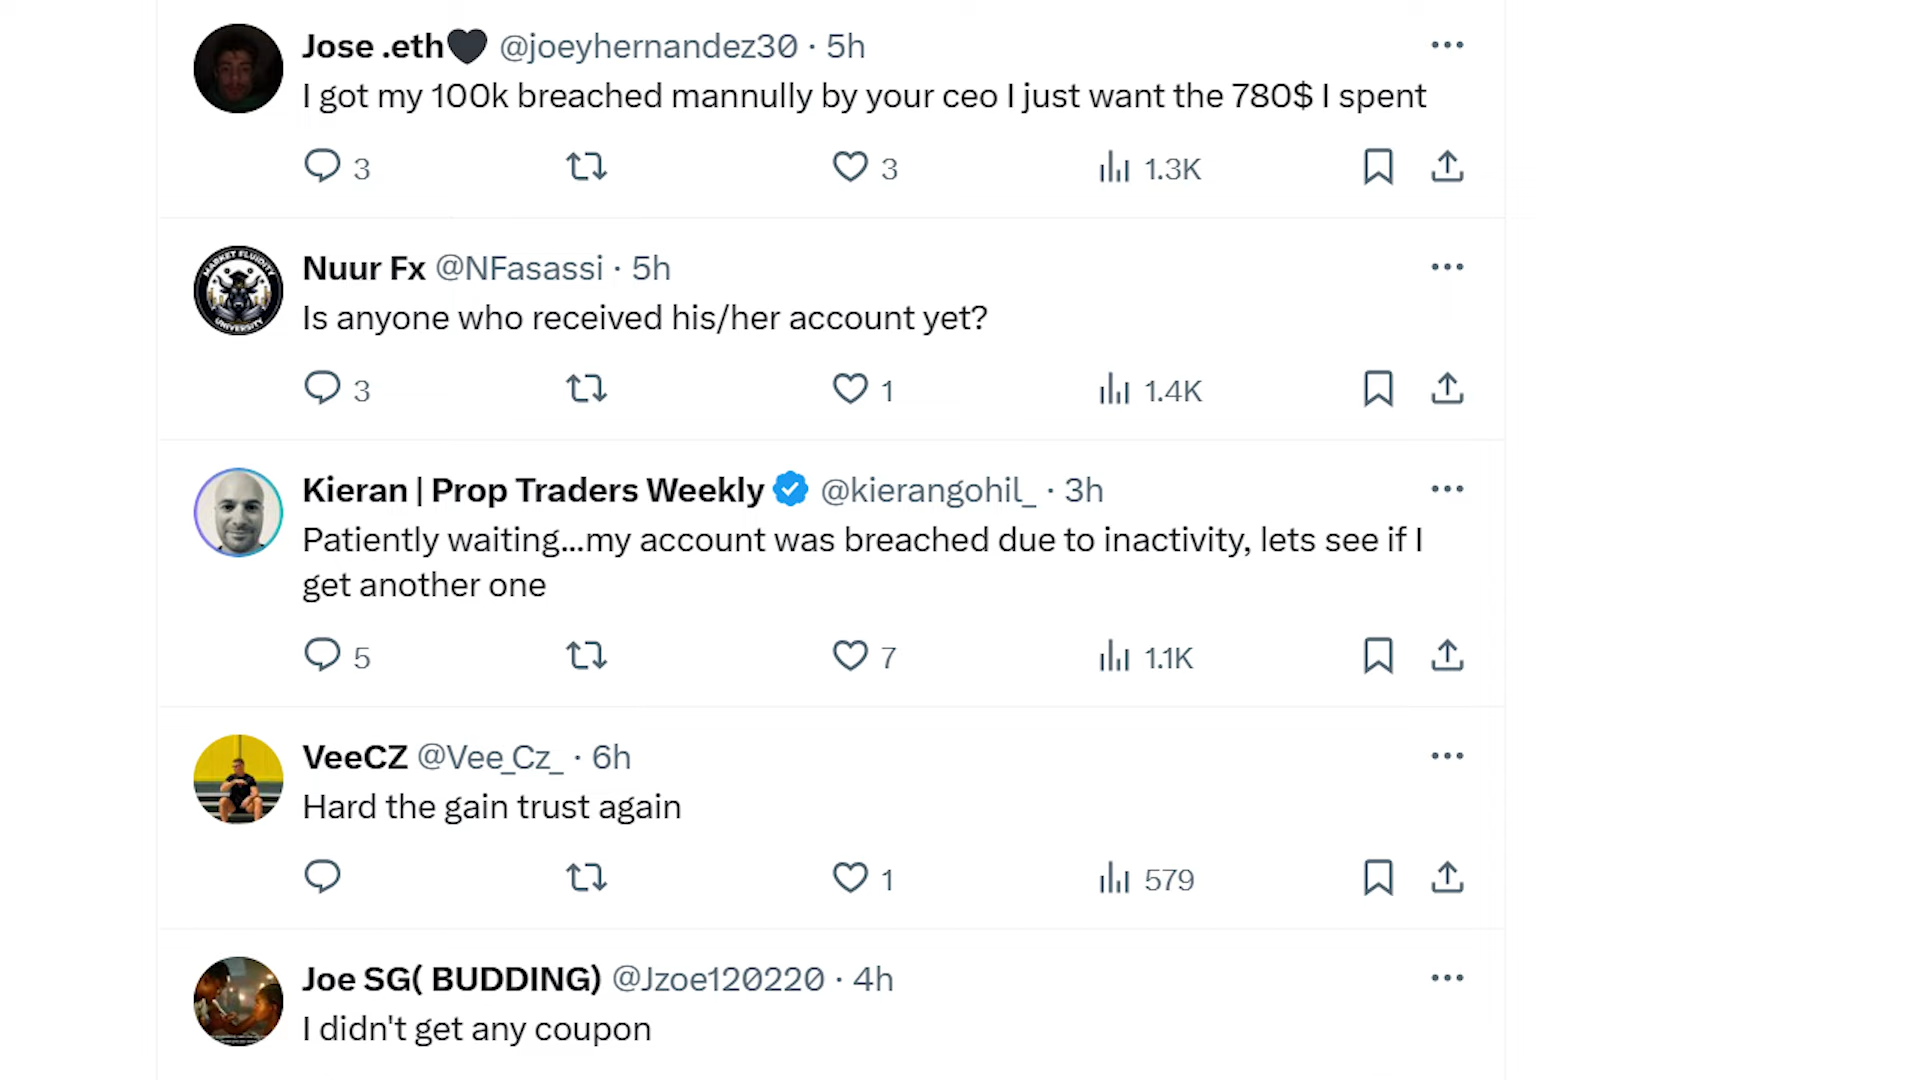 Jose .eth🖤 @joeyhernandez30 · 5h
I got my 100k breached mannully by your ceo I just want the 780$ I spent
3 3 1.3K
MARKET FLUIDITY
UNIVERSITY
Nuur Fx @NFasassi · 5h
Is anyone who received his/her account yet?
3 1 1.4K
Kieran | Prop Traders Weekly @kierangohil_ · 3h
Patiently waiting...my account was breached due to inactivity, lets see if I
get another one
5 7 1.1K
VeeCZ @Vee_Cz_ · 6h
Hard the gain trust again
1 579
Joe SG( BUDDING) @Jzoe120220 · 4h
I didn't get any coupon